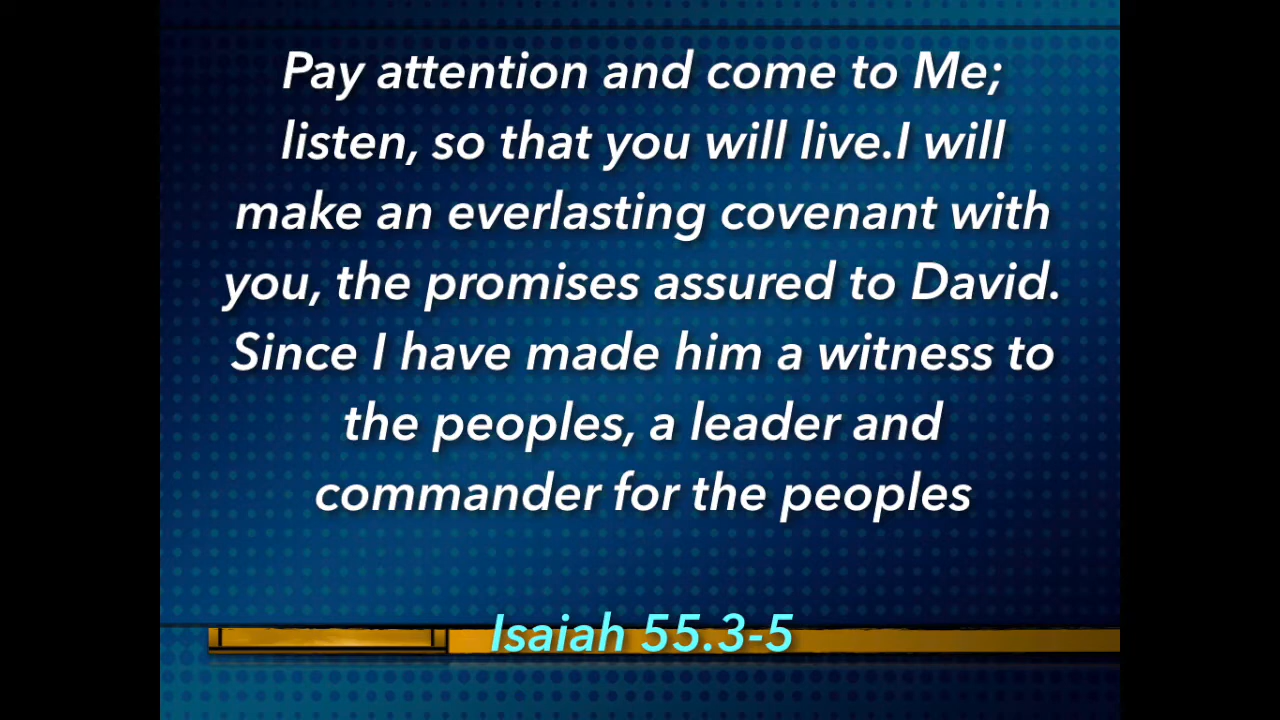 Pay attention and come to Me;
listen, so that you will live.I will
make an everlasting covenant with
you, the promises assured to David.
Since I have made him a witness to
the peoples, a leader and
commander for the peoples
Isaiah 55.3-5